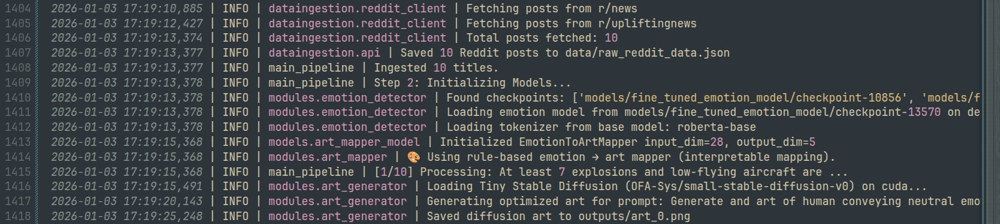 1404 2026-01-03 17:19:10,885 | INFO | dataingestion.reddit_client | Fetching posts from r/news
1405 2026-01-03 17:19:12,427 | INFO | dataingestion.reddit_client | Fetching posts from r/upliftingnews
1406 2026-01-03 17:19:13,374 | INFO | dataingestion.reddit_client | Total posts fetched: 10
1407 2026-01-03 17:19:13,377 | INFO | dataingestion.api | Saved 10 Reddit posts to data/raw_reddit_data.json
1408 2026-01-03 17:19:13,377 | INFO | main_pipeline | Ingested 10 titles.
1409 2026-01-03 17:19:13,378 | INFO | main_pipeline | Step 2: Initializing Models...
1410 2026-01-03 17:19:13,378 | INFO | modules.emotion_detector | Found checkpoints: ['models/fine_tuned_emotion_model/checkpoint-10856', 'models/f
1411 2026-01-03 17:19:13,378 | INFO | modules.emotion_detector | Loading emotion model from models/fine_tuned_emotion_model/checkpoint-13570 on de
1412 2026-01-03 17:19:13,378 | INFO | modules.emotion_detector | Loading tokenizer from base model: roberta-base
1413 2026-01-03 17:19:15,368 | INFO | models.art_mapper_model | Initialized EmotionToArtMapper input_dim=28, output_dim=5
1414 2026-01-03 17:19:15,368 | INFO | modules.art_mapper | 🎨 Using rule-based emotion → art mapper (interpretable mapping).
1415 2026-01-03 17:19:15,368 | INFO | main_pipeline | [1/10] Processing: At least 7 explosions and low-flying aircraft are ...
1416 2026-01-03 17:19:15,491 | INFO | modules.art_generator | Loading Tiny Stable Diffusion (OFA-Sys/small-stable-diffusion-v0) on cuda...
1417 2026-01-03 17:19:20,143 | INFO | modules.art_generator | Generating optimized art for prompt: Generate and art of human conveying neutral emo
1418 2026-01-03 17:19:25,248 | INFO | modules.art_generator | Saved diffusion art to outputs/art_0.png